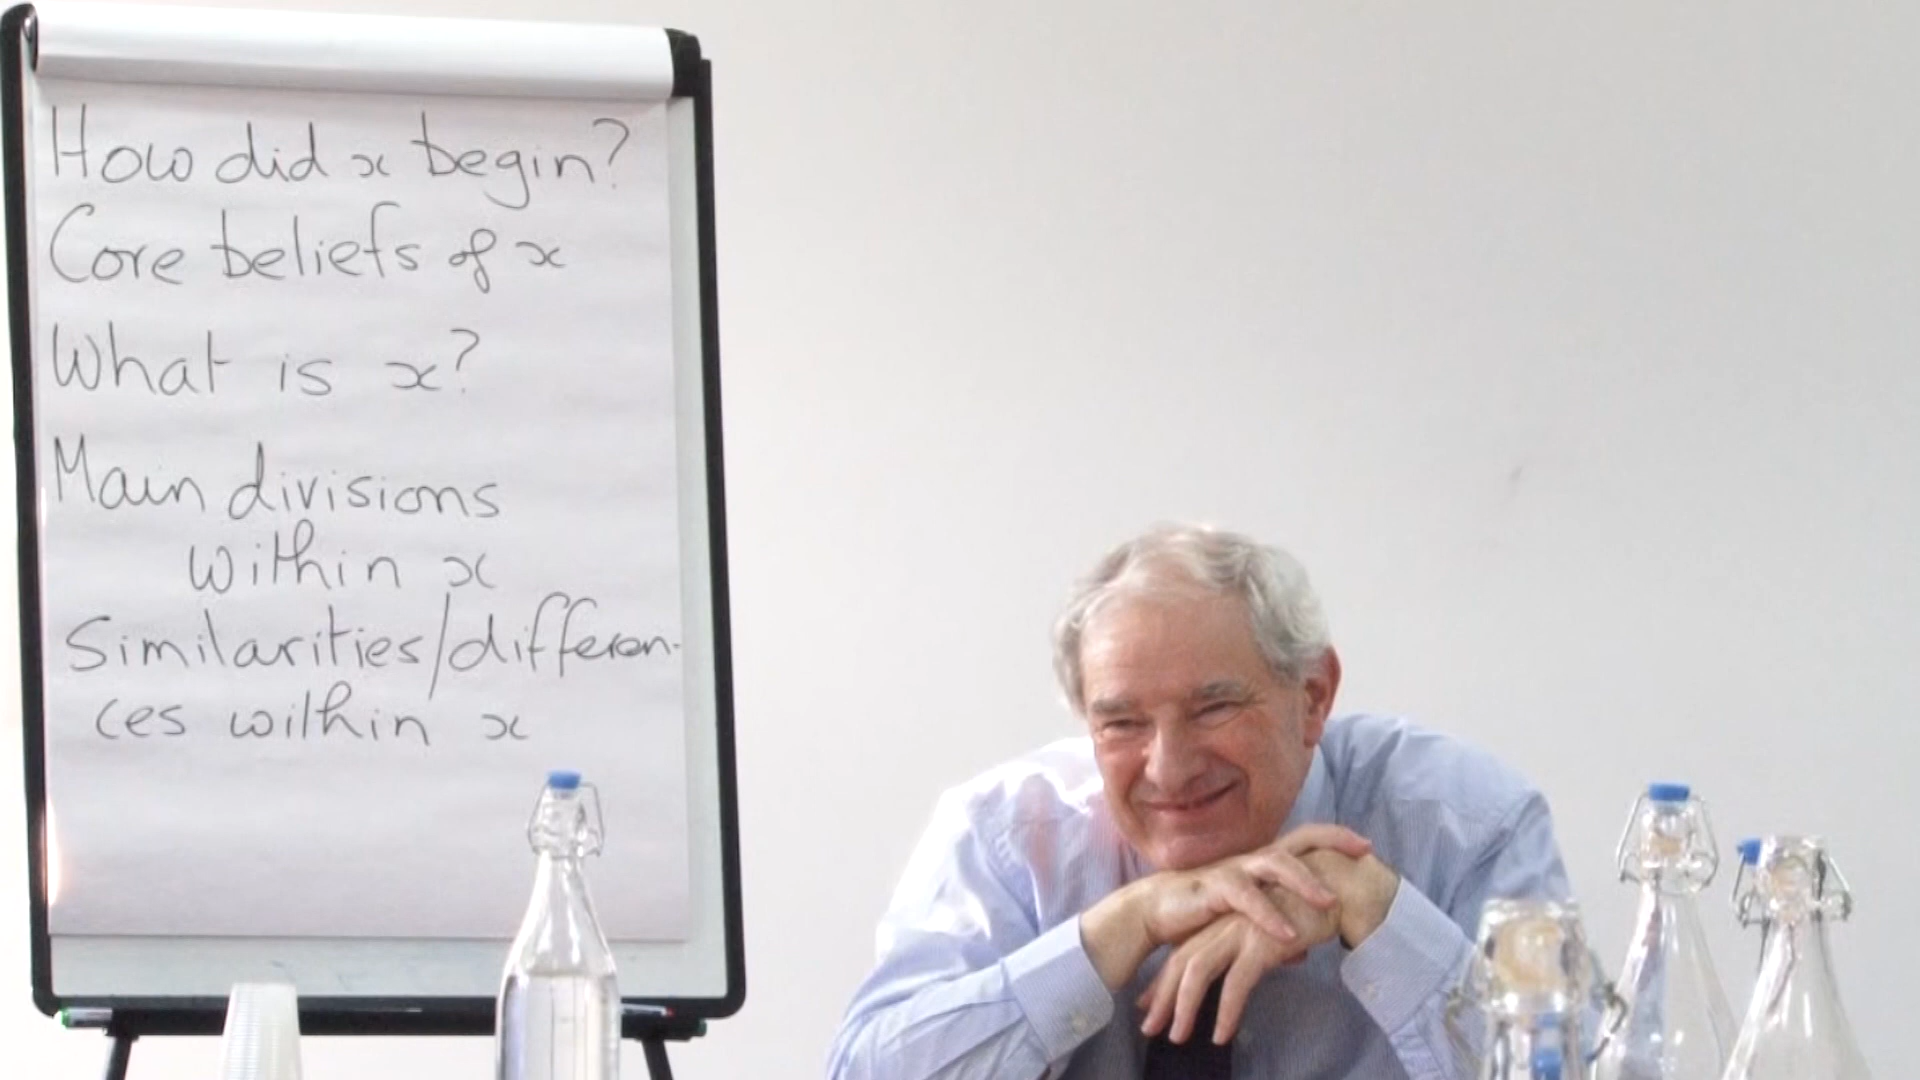 How did x begin?
Core beliefs of x
What is x?
Main divisions
within x
Similarities/differen-
ces within x